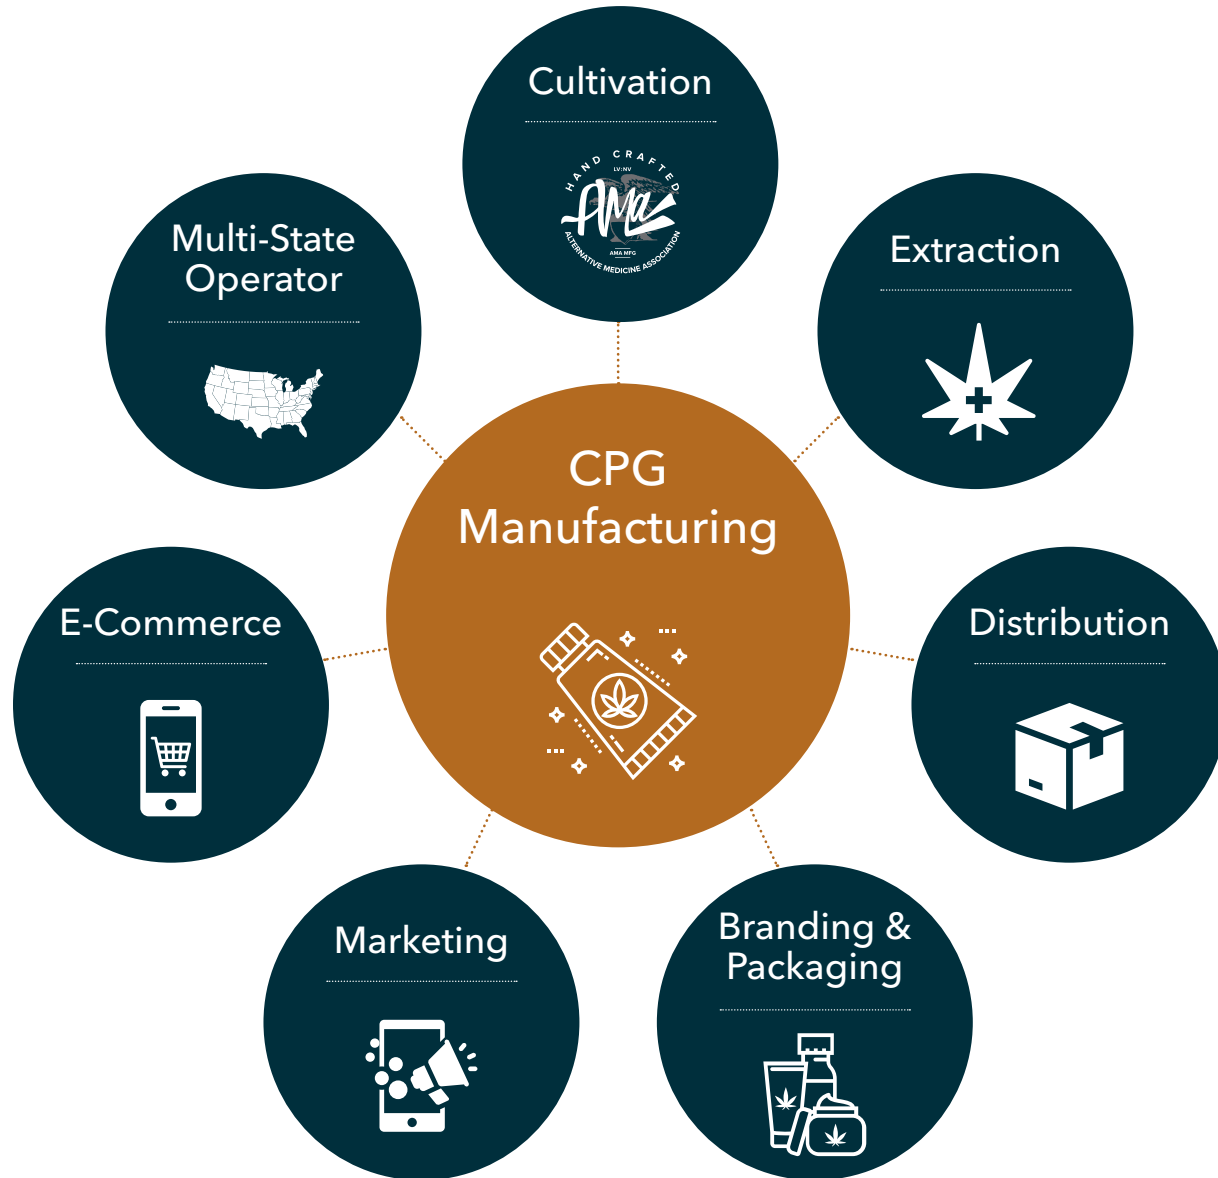 Cultivation
HAND CRAFTED
LV:NV
AMA
AMA MFG
ALTERNATIVE MEDICINE ASSOCIATION
Multi-State
Operator
Extraction
CPG
Manufacturing
E-Commerce
Distribution
Marketing
Branding &
Packaging